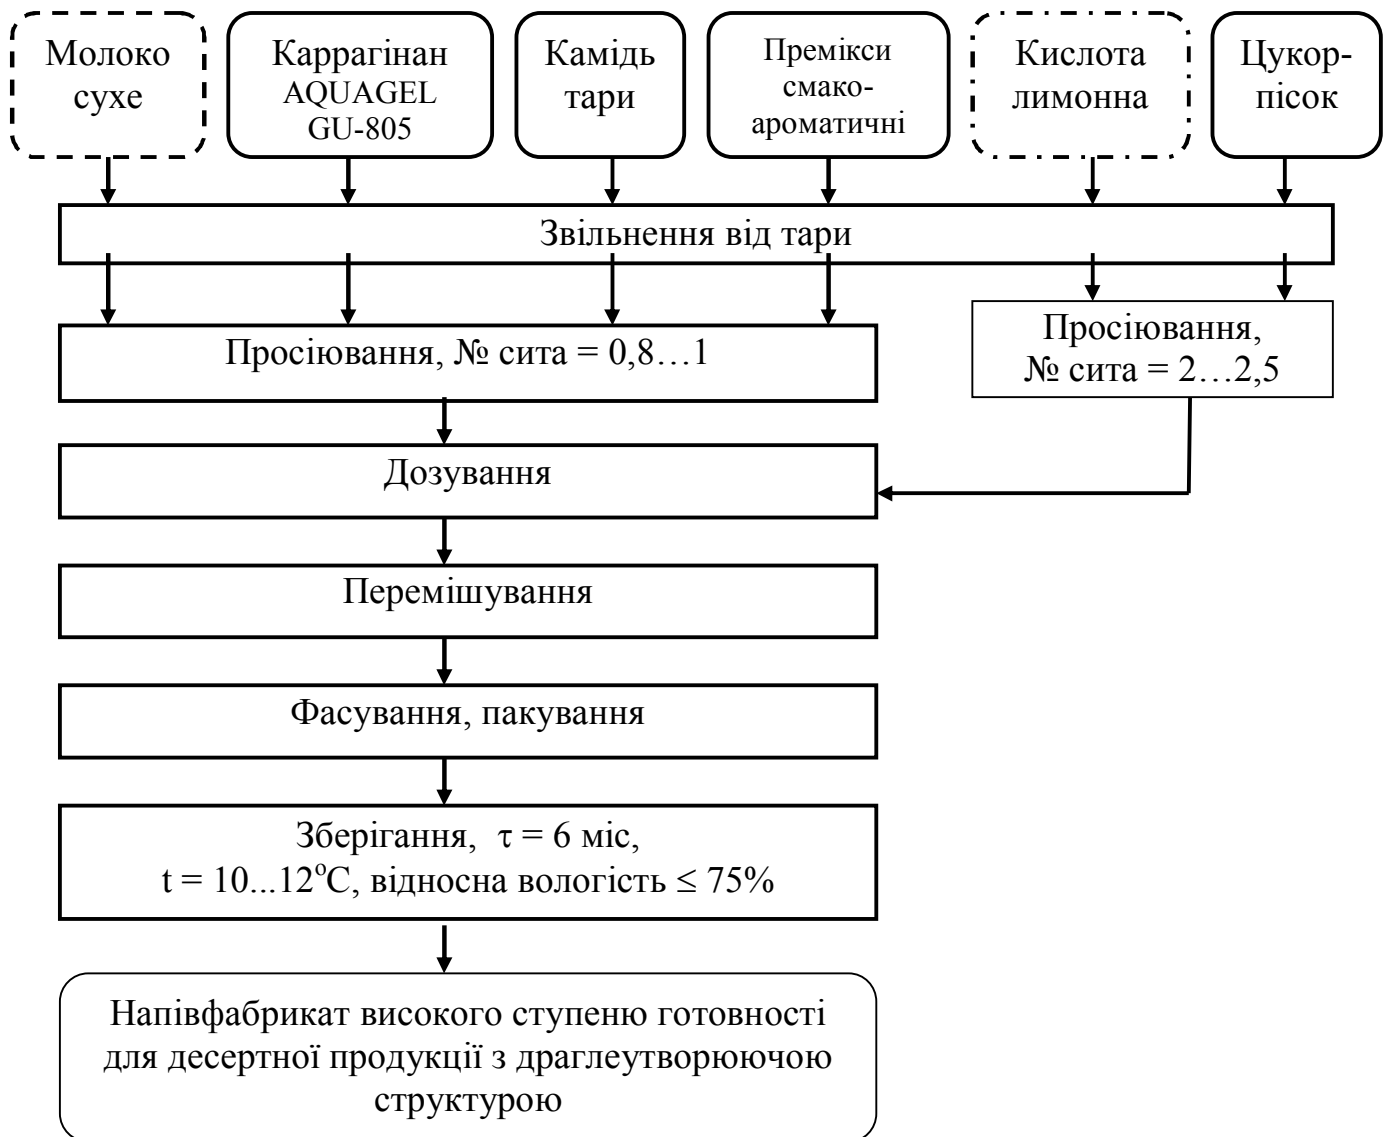 Молоко
сухе
Каррагінан
AQUAGEL
GU-805
Камідь
тари
Премікси
смако-
ароматичні
Кислота
лимонна
Цукор-
пісок
Звільнення від тари
Просіювання, № сита = 0,8…1
Просіювання,
№ сита = 2…2,5
Дозування
Перемішування
Фасування, пакування
Зберігання, τ = 6 міс,
t = 10...12°С, відносна вологість ≤ 75%
Напівфабрикат високого ступеню готовності
для десертної продукції з драглеутворюючою
структурою